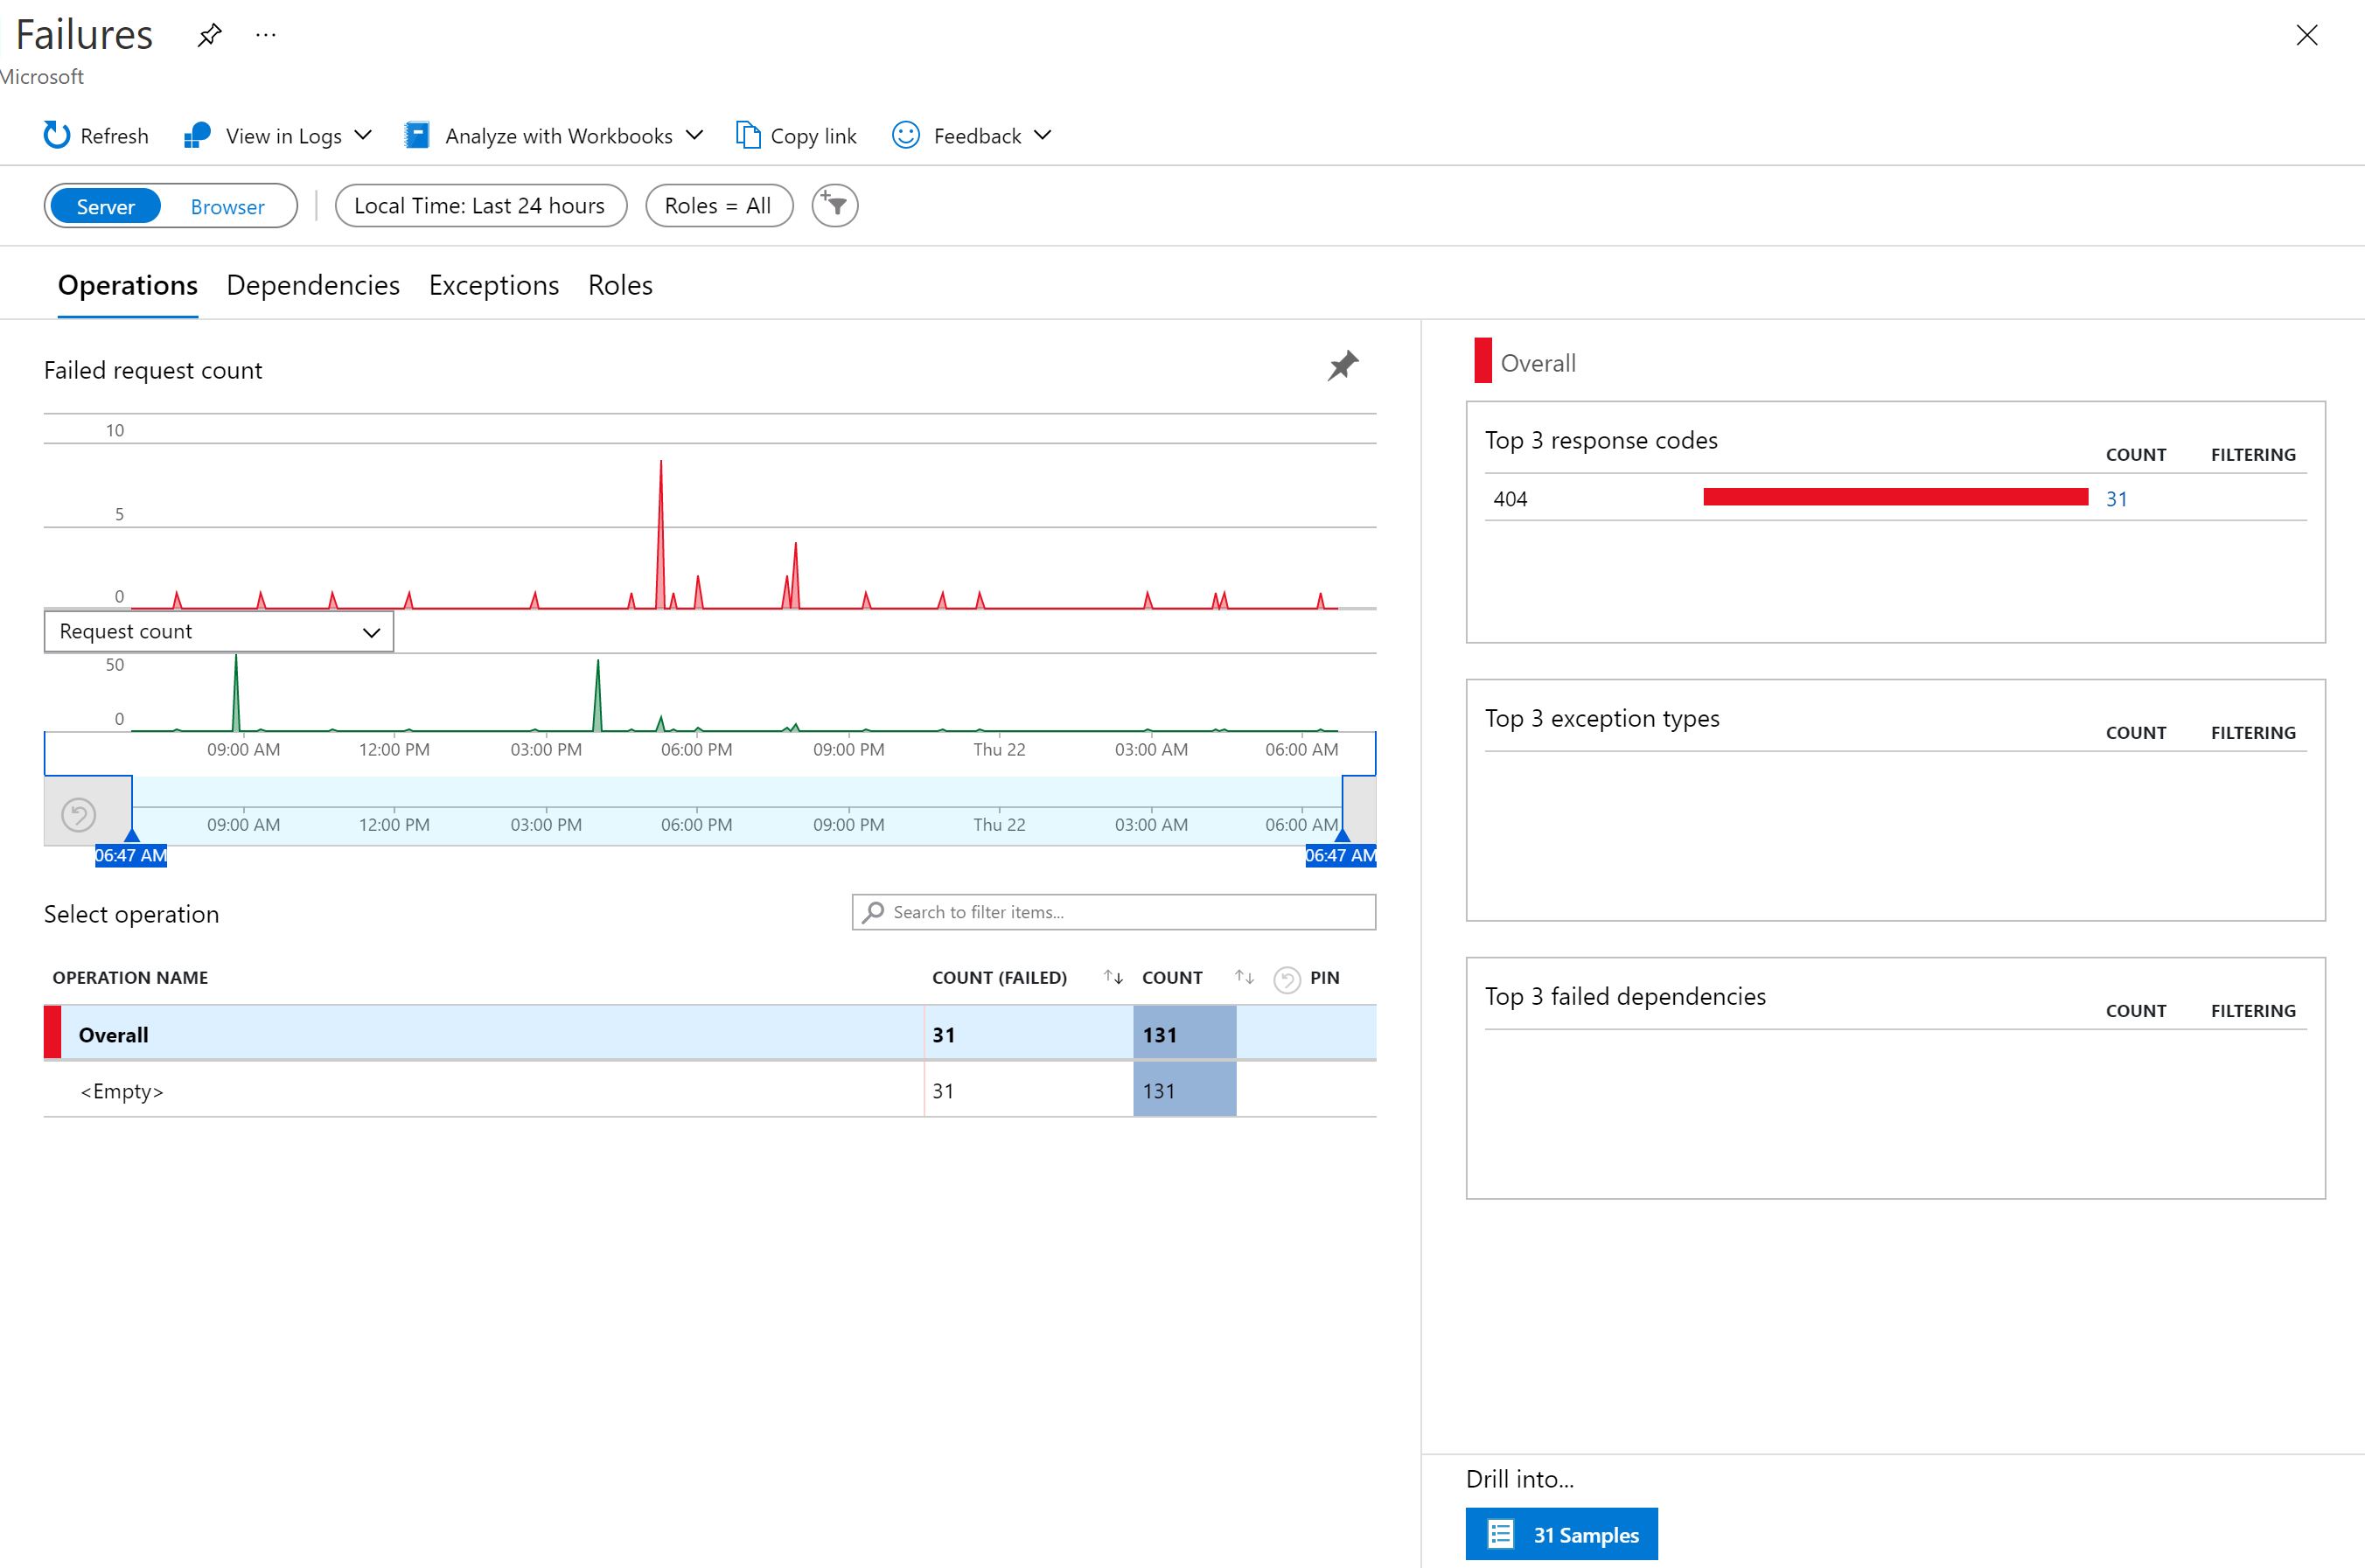 Failures
Microsoft
Refresh
View in Logs
Analyze with Workbooks
Copy link
Feedback
Server
Browser
Local Time: Last 24 hours
Roles = All
Operations
Dependencies
Exceptions
Roles
Failed request count
10
5
0
Request count
50
0
09:00 AM 12:00 PM 03:00 PM 06:00 PM 09:00 PM Thu 22 03:00 AM 06:00 AM
09:00 AM 12:00 PM 03:00 PM 06:00 PM 09:00 PM Thu 22 03:00 AM 06:00 AM
06:47 AM 06:47 AM
Select operation
Search to filter items...
OPERATION NAME COUNT (FAILED) COUNT PIN
Overall 31 131
<Empty> 31 131
Overall
Top 3 response codes
COUNT FILTERING
404 31
Top 3 exception types
COUNT FILTERING
Top 3 failed dependencies
COUNT FILTERING
Drill into...
31 Samples